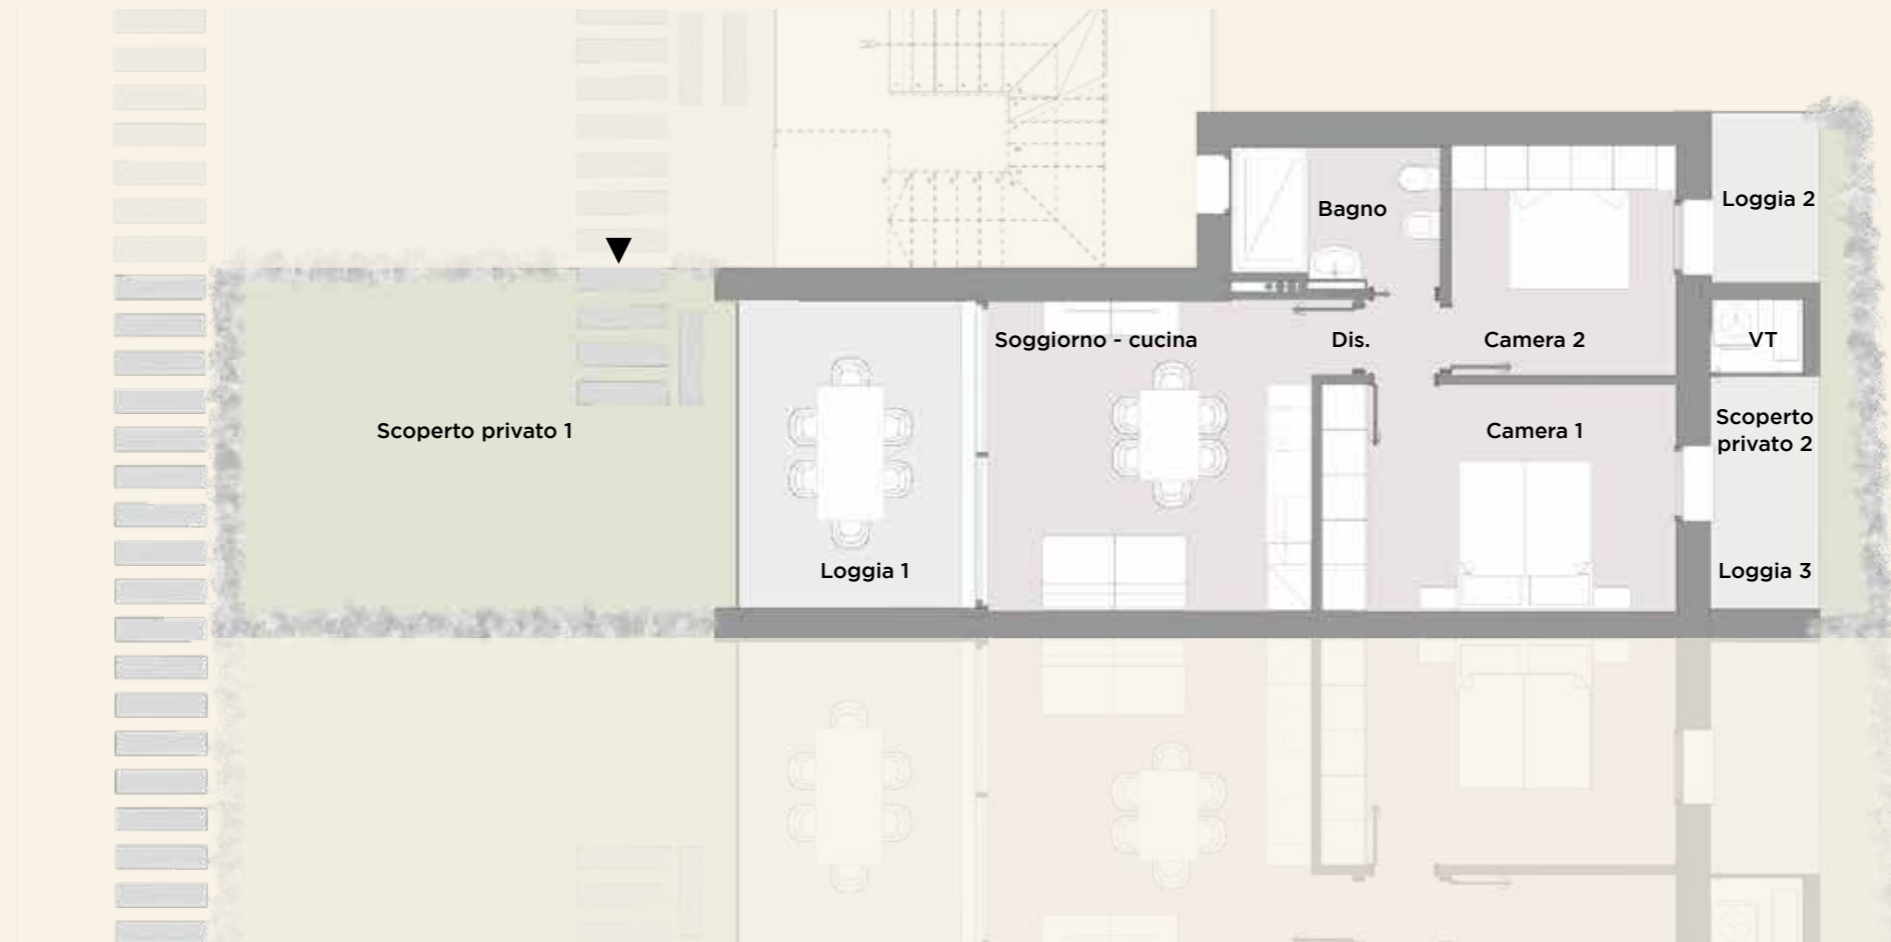 Bagno
Loggia 2
Soggiorno - cucina
Dis.
Camera 2
VT
Scoperto privato 1
Camera 1
Scoperto
privato 2
Loggia 1
Loggia 3